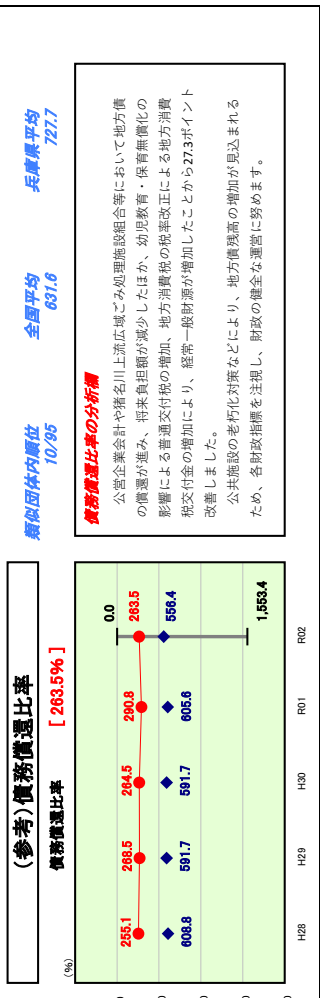 (参考)債務償還比率
債務償還比率 [ 263.5% ]
類似団体内順位 全国平均 兵庫県平均
10/95 631.6 727.7
(%)
255.1 268.5 264.5 290.8 263.5
608.8 591.7 591.7 605.6 556.4
0.0
1,553.4
H28 H29 H30 R01 R02
債務償還比率の分析欄
公営企業会計や猪名川上流広域ごみ処理施設組合等において地方債
の償還が進み、将来負担額が減少したほか、幼児教育・保育無償化の
影響による普通交付税の増加、地方消費税の税率改正による地方消費
税交付金の増加により、経常一般財源が増加したことから27.3ポイント
改善しました。
公共施設の老朽化対策などにより、地方債残高の増加が見込まれる
ため、各財政指標を注視し、財政の健全な運営に努めます。